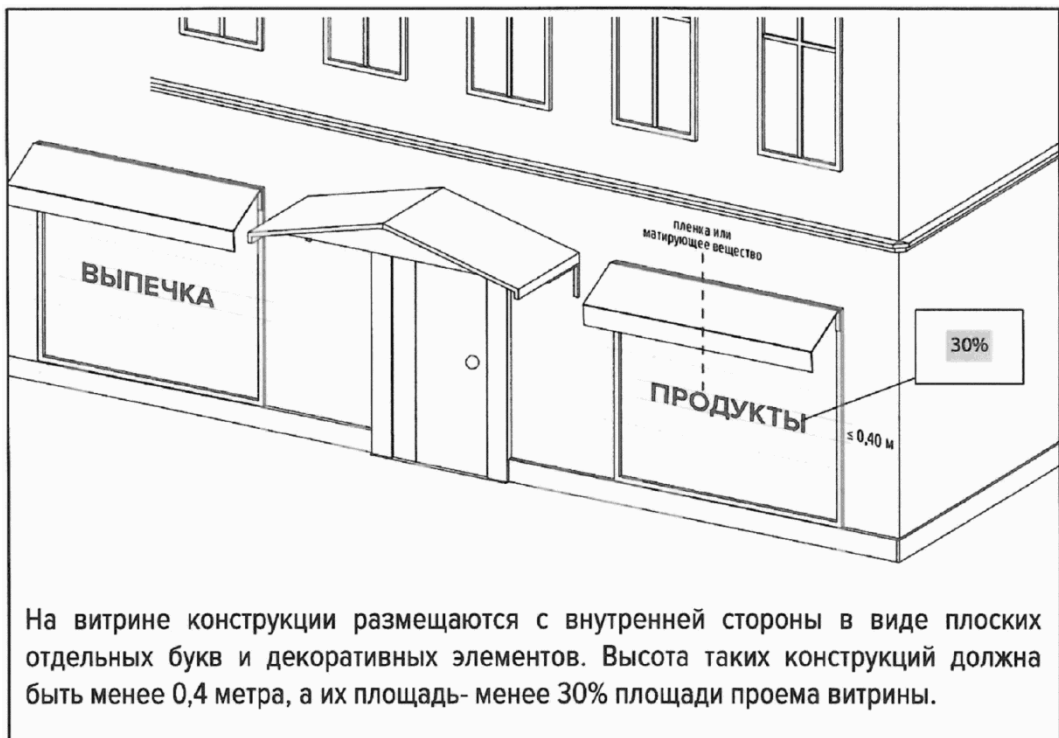 пленка или
матирующее вещество
ВЫПЕЧКА
30%
ПРОДУКТЫ
≤ 0,40 м
На витрине конструкции размещаются с внутренней стороны в виде плоских
отдельных букв и декоративных элементов. Высота таких конструкций должна
быть менее 0,4 метра, а их площадь- менее 30% площади проема витрины.